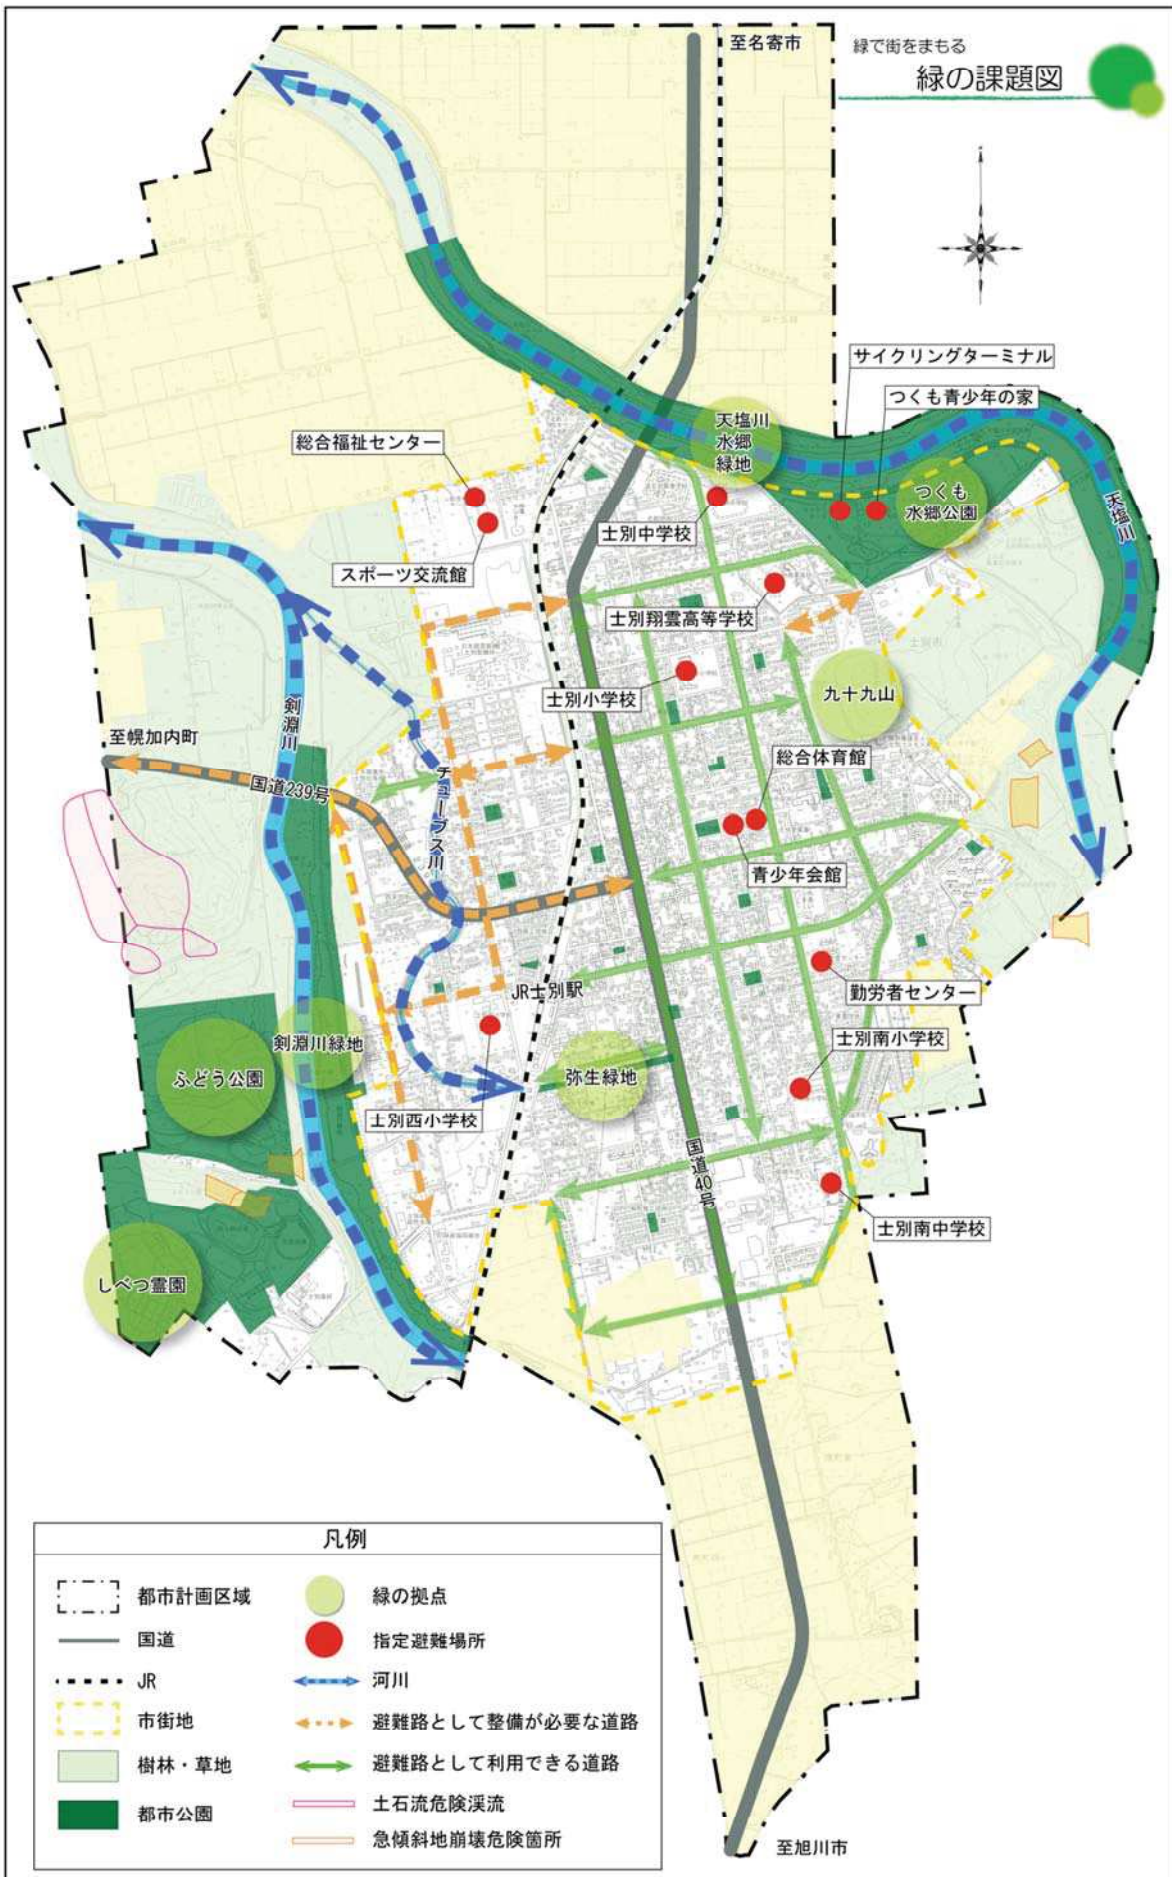 緑で街をまもる
緑の課題図
至名寄市
サイクリングターミナル
つくも青少年の家
総合福祉センター
天塩川
水郷
緑地
つくも
水郷公園
天塩川
士別中学校
スポーツ交流館
士別翔雲高等学校
士別小学校
九十九山
剣淵川
至幌加内町
国道239号
チューブス川
総合体育館
青少年会館
勤労者センター
JR士別駅
剣淵川緑地
ふどう公園
士別南小学校
弥生緑地
士別西小学校
国道40号
士別南中学校
しべつ霊園
凡例
都市計画区域
国道
JR
市街地
樹林・草地
都市公園
緑の拠点
指定避難場所
河川
避難路として整備が必要な道路
避難路として利用できる道路
土石流危険渓流
急傾斜地崩壊危険箇所
至旭川市